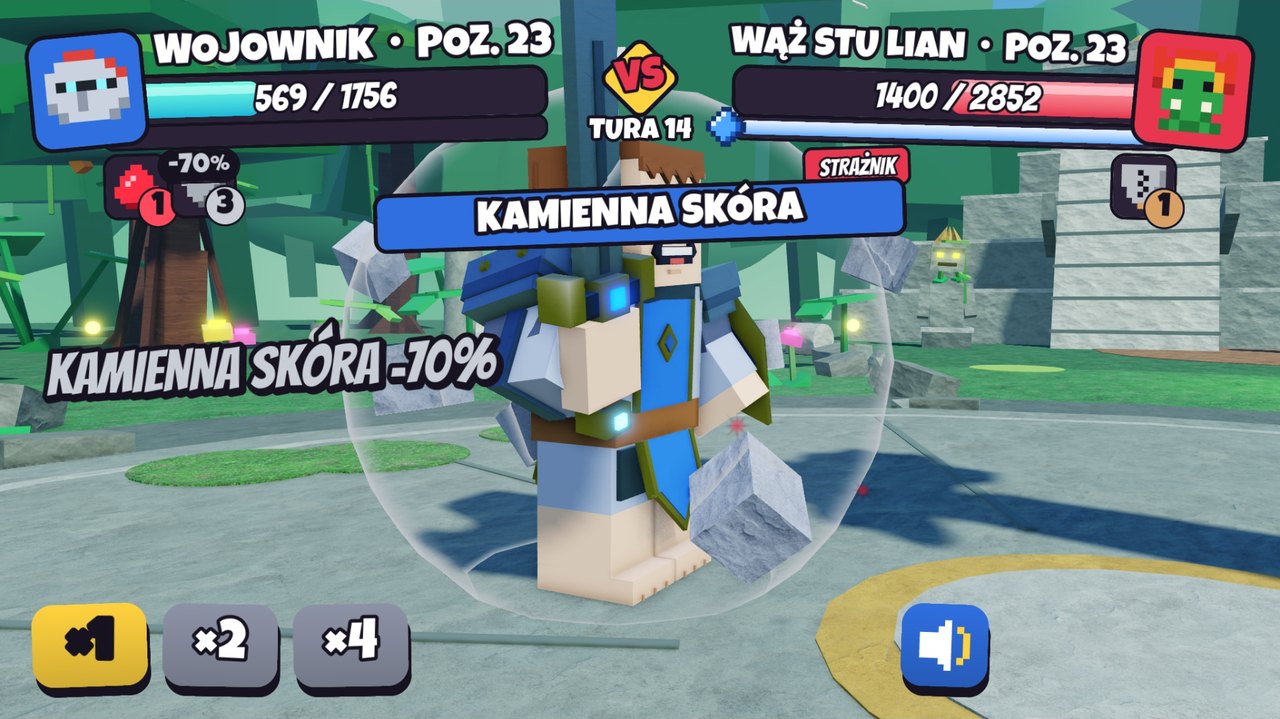 WOJOWNIK • POZ. 23
569 / 1756
-70%
1
3
VS
TURA 14
WĄŻ STU LIAN • POZ. 23
1400 / 2852
1
STRAŻNIK
KAMIENNA SKÓRA
KAMIENNA SKÓRA -70%
×1
×2
×4